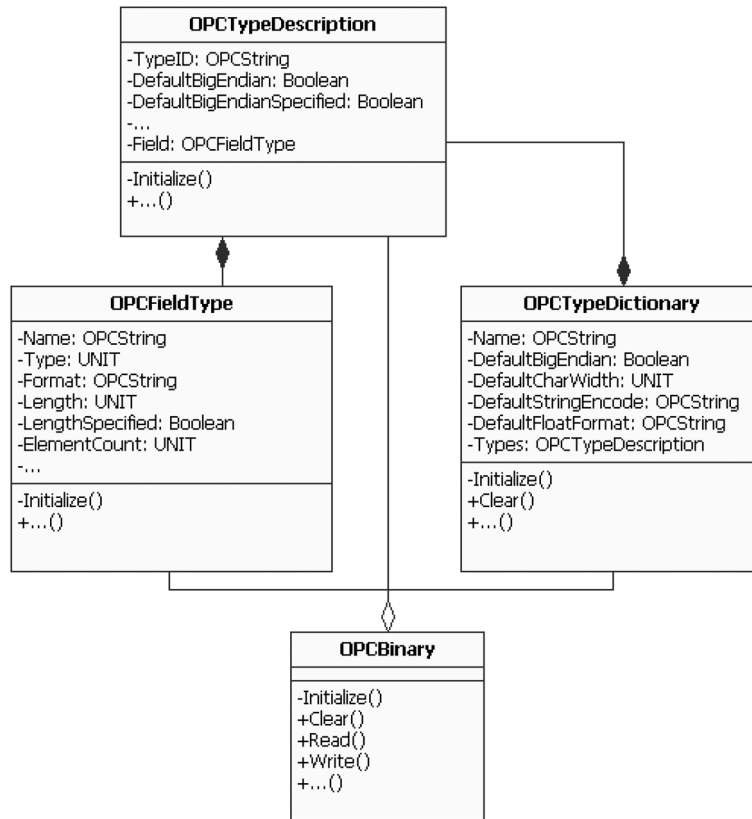 OPCTypeDescription
-TypeID: OPCString
-DefaultBigEndian: Boolean
-DefaultBigEndianSpecified: Boolean
-...
-Field: OPCFieldType
-Initialize()
+...()
OPCFieldType
-Name: OPCString
-Type: UNIT
-Format: OPCString
-Length: UNIT
-LengthSpecified: Boolean
-ElementCount: UNIT
-...
-Initialize()
+...()
OPCTypeDictionary
-Name: OPCString
-DefaultBigEndian: Boolean
-DefaultCharWidth: UNIT
-DefaultStringEncode: OPCString
-DefaultFloatFormat: OPCString
-Types: OPCTypeDescription
-Initialize()
+Clear()
+...()
OPCBinary
-Initialize()
+Clear()
+Read()
+Write()
+...()